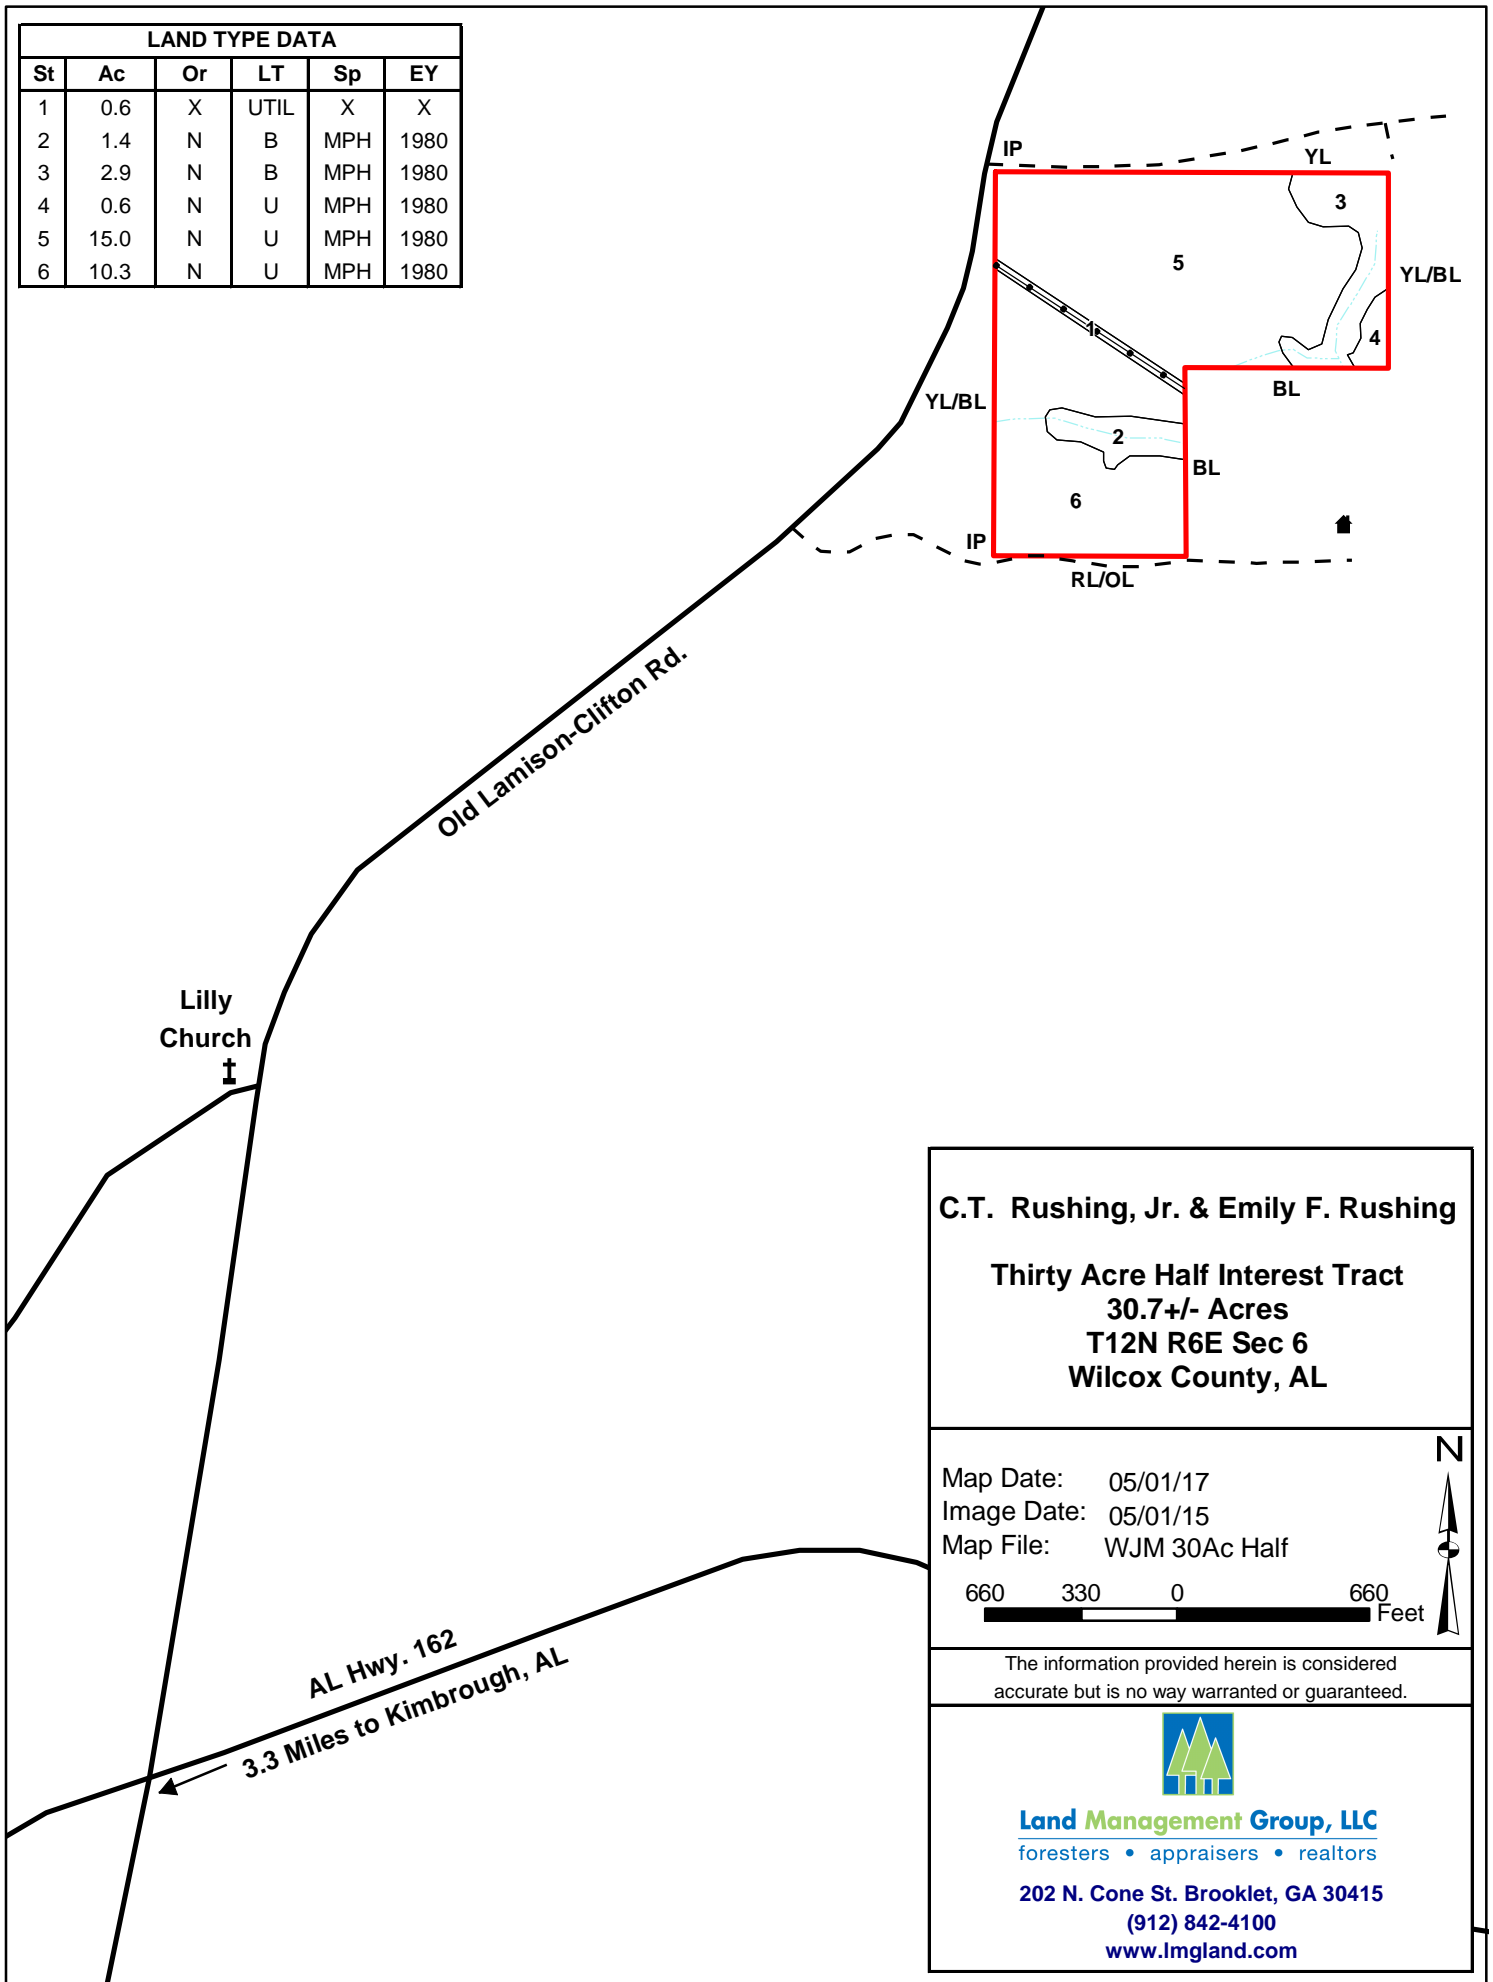 LAND TYPE DATA
St Ac Or LT Sp EY
1 0.6 X UTIL X X
2 1.4 N B MPH 1980
3 2.9 N B MPH 1980
4 0.6 N U MPH 1980
5 15.0 N U MPH 1980
6 10.3 N U MPH 1980
IP
YL
3
5
YL/BL
1
4
BL
YL/BL
2
BL
6
IP
RL/OL
Old Lamison-Clifton Rd.
Lilly
Church
C.T. Rushing, Jr. & Emily F. Rushing
Thirty Acre Half Interest Tract
30.7+/- Acres
T12N R6E Sec 6
Wilcox County, AL
N
Map Date: 05/01/17
Image Date: 05/01/15
Map File: WJM 30Ac Half
660 330 0 660
Feet
AL Hwy. 162
3.3 Miles to Kimbrough, AL
The information provided herein is considered
accurate but is no way warranted or guaranteed.
Land Management Group, LLC
foresters • appraisers • realtors
202 N. Cone St. Brooklet, GA 30415
(912) 842-4100
www.lmgland.com